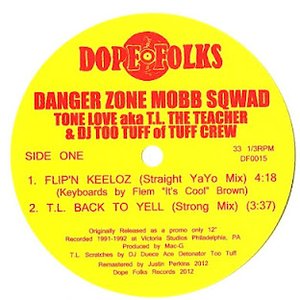 DOPE FOLKS
DANGER ZONE MOBB SQWAD
TONE LOVE aka T.L. THE TEACHER
& DJ TOO TUFF of TUFF CREW
SIDE ONE
33 1/3RPM
DF0015
1. FLIP'N KEELOZ (Straight YaYo Mix) 4:18
(Keyboards by Flem "It's Cool" Brown)
2. T.L. BACK TO YELL (Strong Mix) (3:37)
Originally Released as a promo only 12"
Recorded 1991-1992 at Victoria Studios Philadelphia, PA
Produced by Mac-G
T.L. Scratches by DJ Duece Ace Detonator Too Tuff
Remastered by Justin Perkins 2012
Dope Folks Records 2012